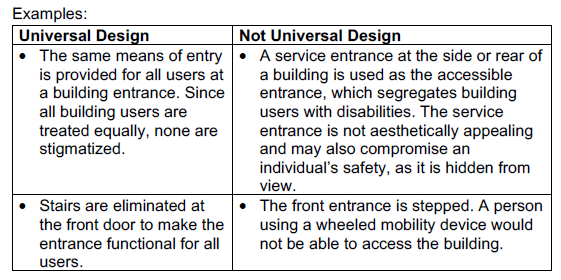 Examples:
Universal Design
Not Universal Design
• The same means of entry
is provided for all users at
a building entrance. Since
all building users are
treated equally, none are
stigmatized.
• A service entrance at the side or rear of
a building is used as the accessible
entrance, which segregates building
users with disabilities. The service
entrance is not aesthetically appealing
and may also compromise an
individual’s safety, as it is hidden from
view.
• Stairs are eliminated at
the front door to make the
entrance functional for all
users.
• The front entrance is stepped. A person
using a wheeled mobility device would
not be able to access the building.